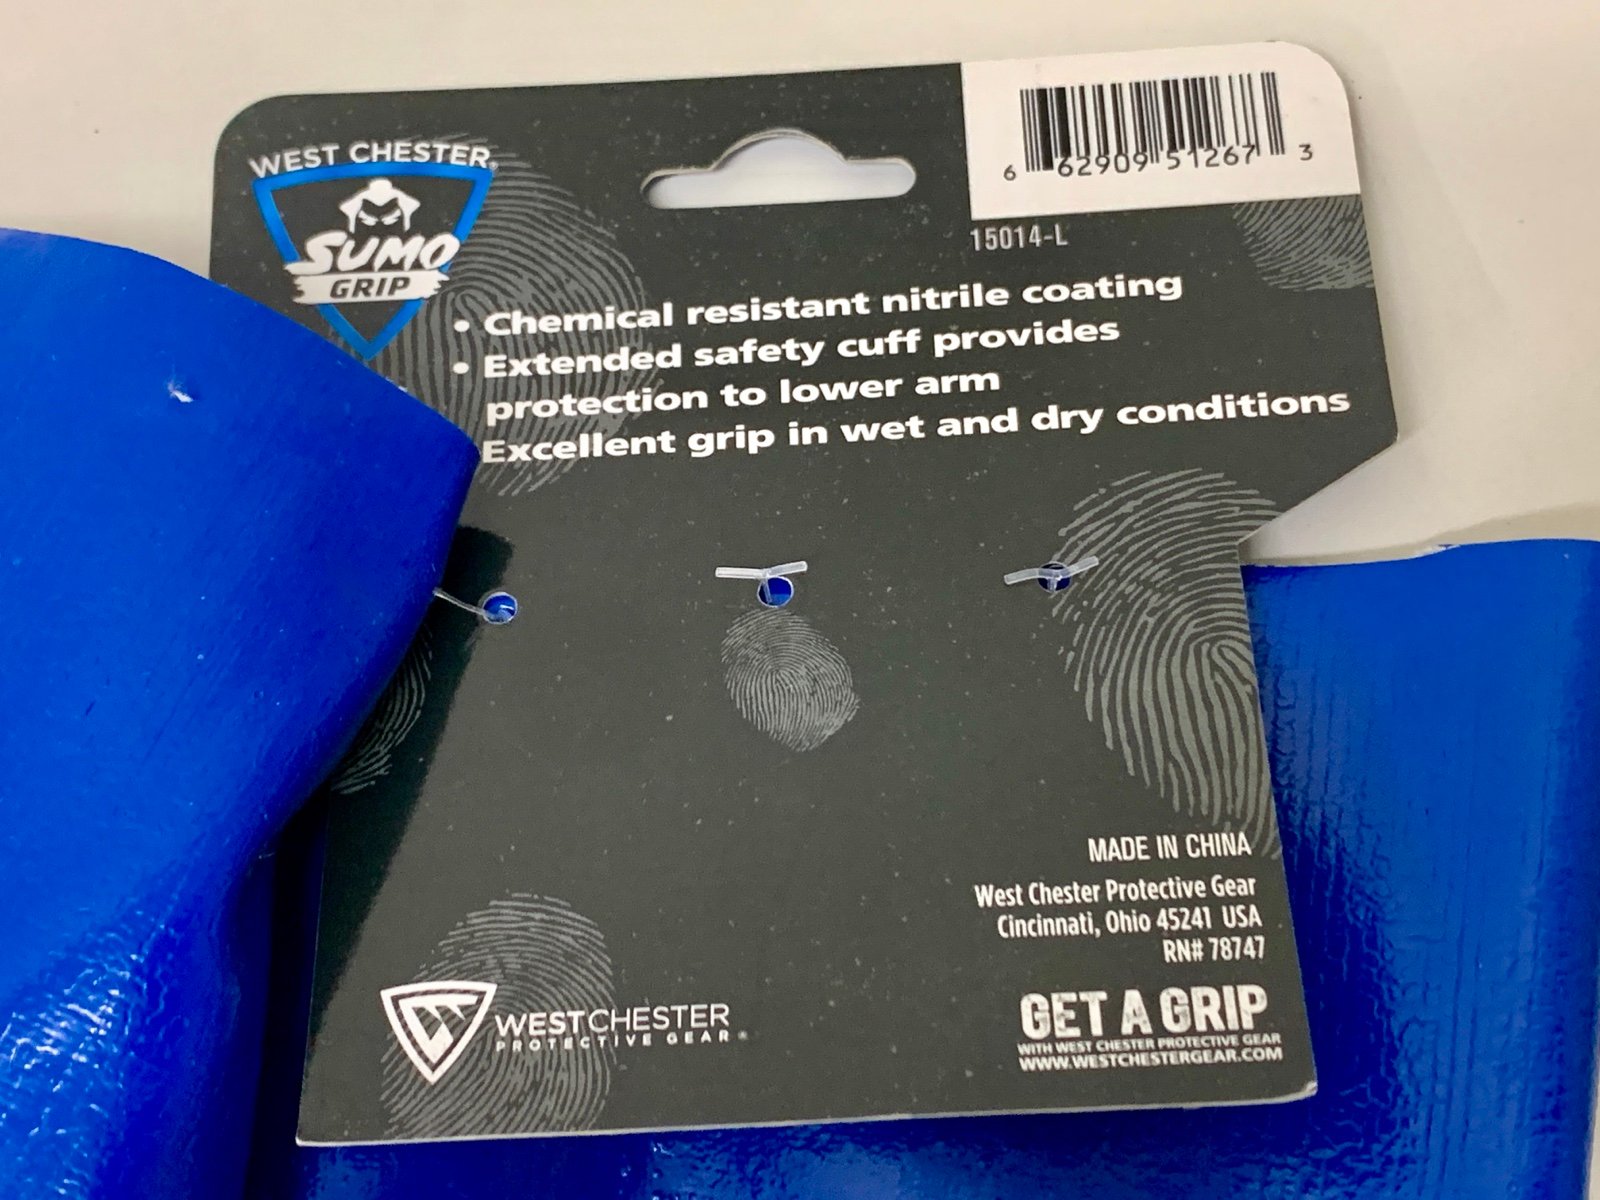 WEST CHESTER®
SUMO
GRIP
6 62909 51267 3
15014-L
• Chemical resistant nitrile coating
• Extended safety cuff provides
protection to lower arm
Excellent grip in wet and dry conditions
MADE IN CHINA
West Chester Protective Gear
Cincinnati, Ohio 45241 USA
RN# 78747
WESTCHESTER
PROTECTIVE GEAR®
GET A GRIP
WITH WEST CHESTER PROTECTIVE GEAR
WWW.WESTCHESTERGEAR.COM